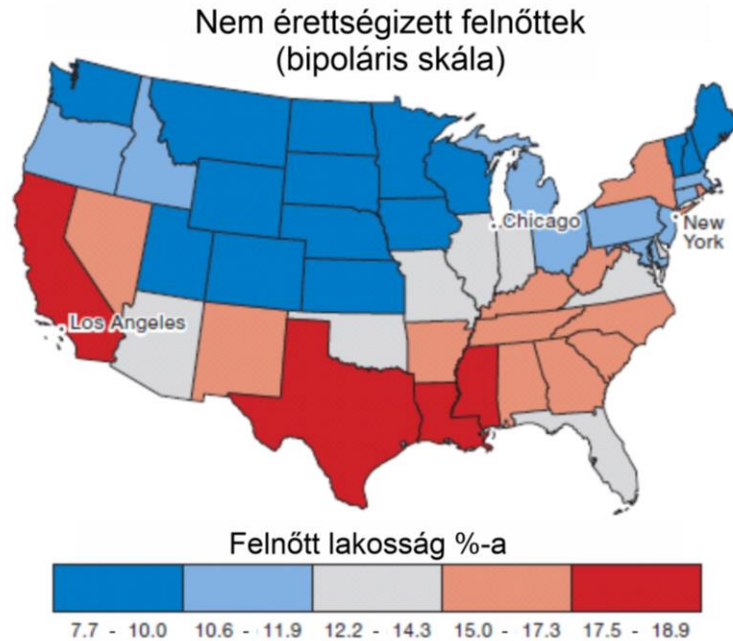 Nem érettségizett felnőttek
(bipoláris skála)
Chicago
New
York
Los Angeles
Felnőtt lakosság %-a
7.7 - 10.0 10.6 - 11.9 12.2 - 14.3 15.0 - 17.3 17.5 - 18.9